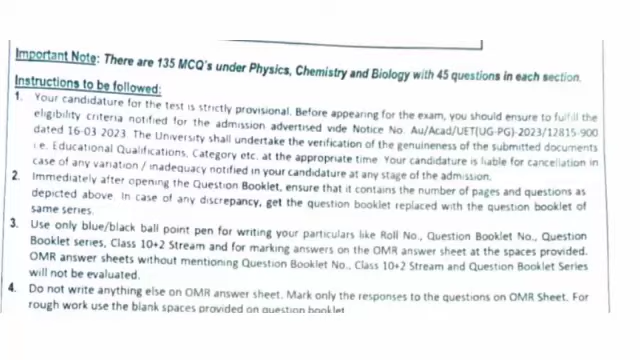 Important Note: There are 135 MCQ's under Physics, Chemistry and Biology with 45 questions in each section.
Instructions to be followed:
1. Your candidature for the test is strictly provisional. Before appearing for the exam, you should ensure to fulfill the
eligibility criteria notified for the admission advertised vide Notice No. Au/Acad/UET(UG-PG)-2023/12815-900
dated 16-03 2023. The University shall undertake the verification of the genuineness of the submitted documents
i.e. Educational Qualifications, Category etc. at the appropriate time. Your candidature is liable for cancellation in
case of any variation / inadequacy notified in your candidature at any stage of the admission.
2. Immediately after opening the Question Booklet, ensure that it contains the number of pages and questions as
depicted above. In case of any discrepancy, get the question booklet replaced with the question booklet of
same series.
3. Use only blue/black ball point pen for writing your particulars like Roll No., Question Booklet No., Question
Booklet series, Class 10+2 Stream and for marking answers on the OMR answer sheet at the spaces provided.
OMR answer sheets without mentioning Question Booklet No., Class 10+2 Stream and Question Booklet Series
will not be evaluated.
4. Do not write anything else on OMR answer sheet. Mark only the responses to the questions on OMR Sheet. For
rough work use the blank spaces provided on question booklet